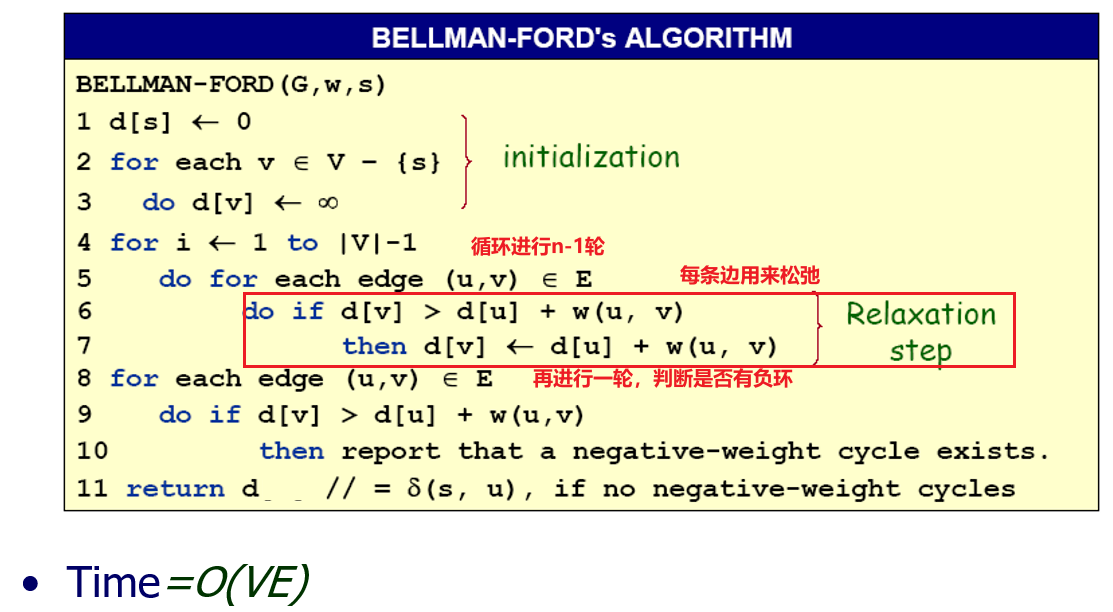 BELLMAN-FORD's ALGORITHM
BELLMAN-FORD(G,w,s)
1 d[s] ← 0
2 for each v ∈ V - {s}
initialization
3 do d[v] ← ∞
4 for i ← 1 to |V|-1 循环进行n-1轮
5 do for each edge (u,v) ∈ E 每条边用来松弛
6 do if d[v] > d[u] + w(u, v)
7 then d[v] ← d[u] + w(u, v)
Relaxation
step
8 for each edge (u,v) ∈ E 再进行一轮，判断是否有负环
9 do if d[v] > d[u] + w(u,v)
10 then report that a negative-weight cycle exists.
11 return d // = δ(s, u), if no negative-weight cycles
• Time=O(VE)